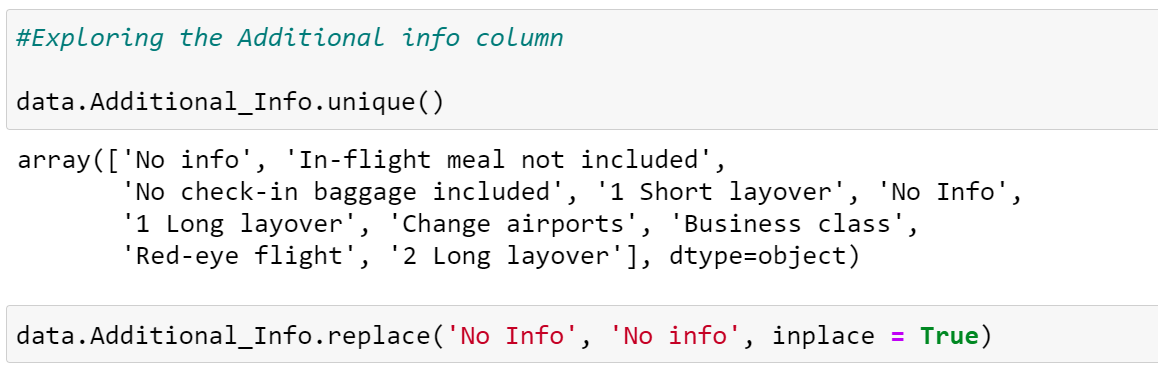 #Exploring the Additional info column
data.Additional_Info.unique()
array(['No info', 'In-flight meal not included',
'No check-in baggage included', '1 Short layover', 'No Info',
'1 Long layover', 'Change airports', 'Business class',
'Red-eye flight', '2 Long layover'], dtype=object)
data.Additional_Info.replace('No Info', 'No info', inplace = True)